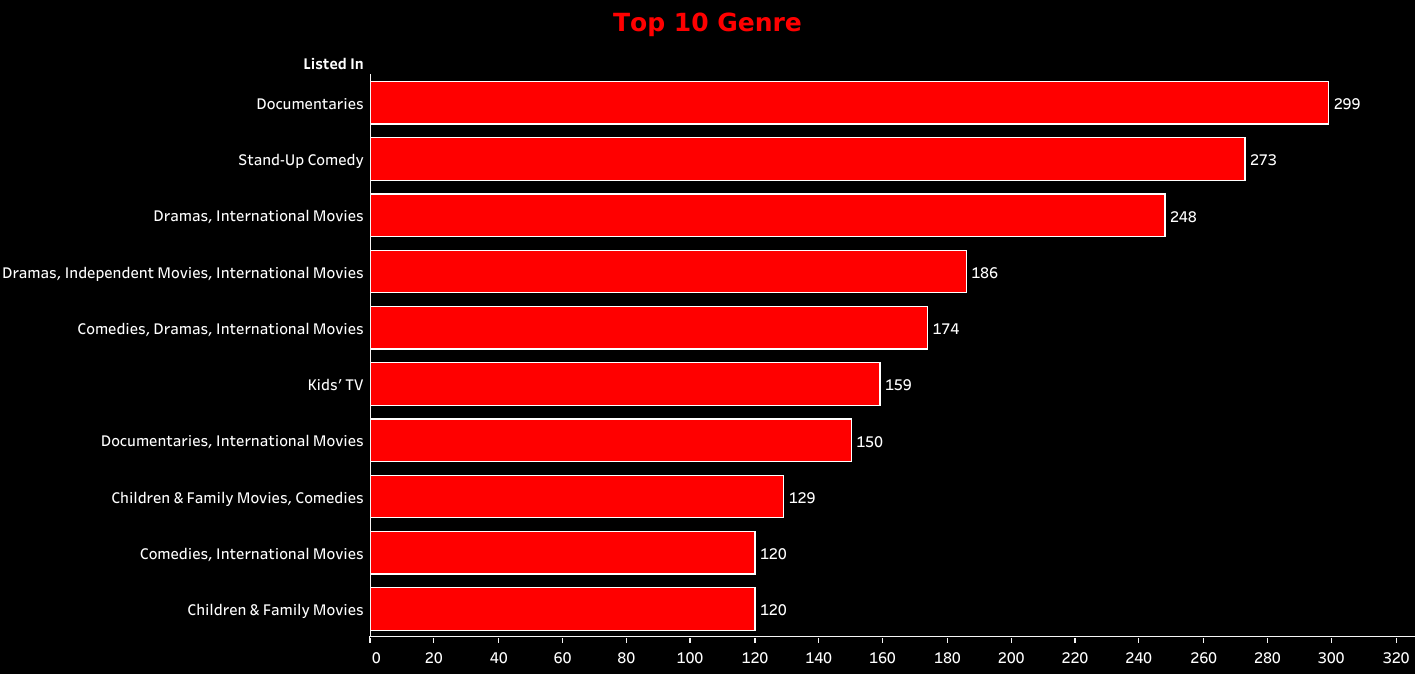 Top 10 Genre
Listed In
Documentaries 299
Stand-Up Comedy 273
Dramas, International Movies 248
Dramas, Independent Movies, International Movies 186
Comedies, Dramas, International Movies 174
Kids’ TV 159
Documentaries, International Movies 150
Children & Family Movies, Comedies 129
Comedies, International Movies 120
Children & Family Movies 120
0 20 40 60 80 100 120 140 160 180 200 220 240 260 280 300 320